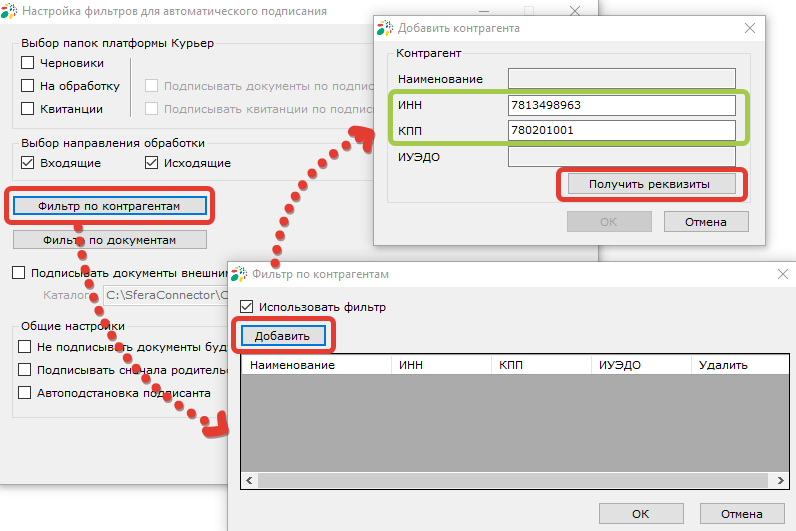 Настройка фильтров для автоматического подписания
Выбор папок платформы Курьер
Черновики
На обработку
Подписывать документы по подпис
Квитанции
Подписывать квитанции по подпис
Выбор направления обработки
Входящие
Исходящие
Фильтр по контрагентам
Фильтр по документам
Подписывать документы внешним
Каталог
C:\SferaConnector\C
Общие настройки
Не подписывать документы буд
Подписывать сначала родительс
Автоподстановка подписанта
Добавить контрагента
Контрагент
Наименование
ИНН 7813498963
КПП 780201001
ИУЭДО
Получить реквизиты
OK Отмена
Фильтр по контрагентам
Использовать фильтр
Добавить
Наименование ИНН КПП ИУЭДО Удалить
OK Отмена